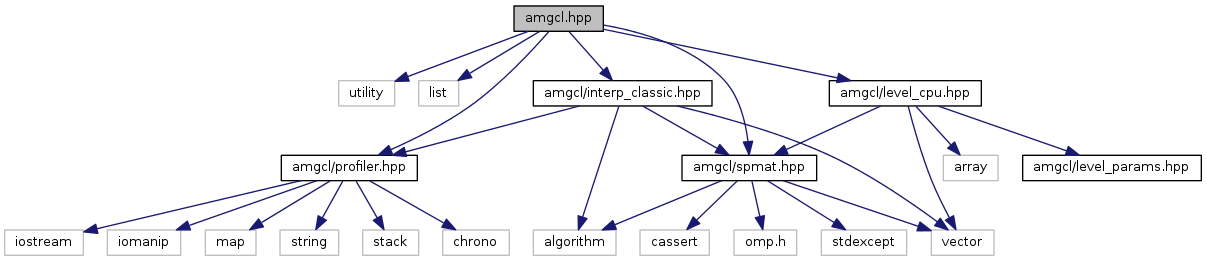 amgcl.hpp
utility
list
amgcl/interp_classic.hpp
amgcl/level_cpu.hpp
amgcl/profiler.hpp
amgcl/spmat.hpp
array
amgcl/level_params.hpp
iostream
iomanip
map
string
stack
chrono
algorithm
cassert
omp.h
stdexcept
vector